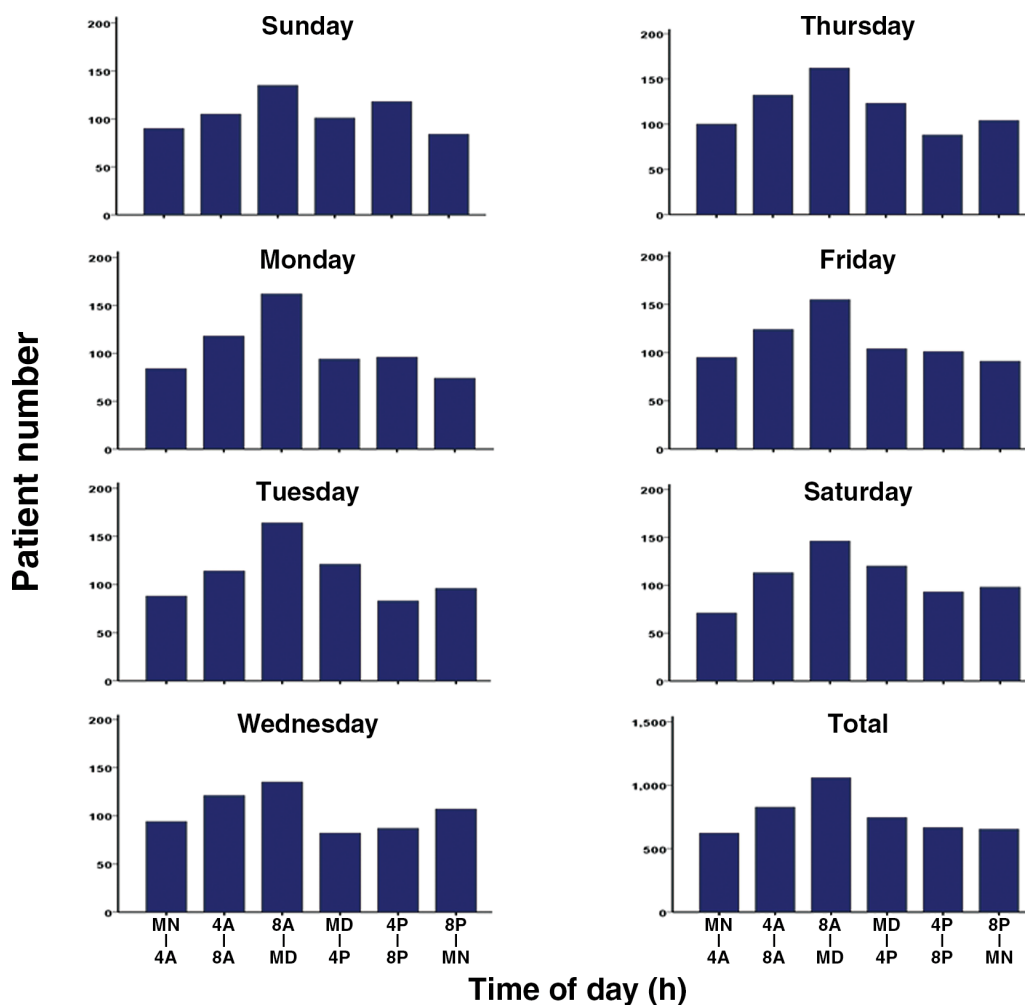 Patient number
Sunday
200
150
100
50
0
Thursday
200
150
100
50
0
Monday
200
150
100
50
0
Friday
200
150
100
50
0
Tuesday
200
150
100
50
0
Saturday
200
150
100
50
0
Wednesday
200
150
100
50
0
MN 4A 8A MD 4P 8P
| | | | | |
4A 8A MD 4P 8P MN
Total
1,500
1,000
500
0
MN 4A 8A MD 4P 8P
| | | | | |
4A 8A MD 4P 8P MN
Time of day (h)